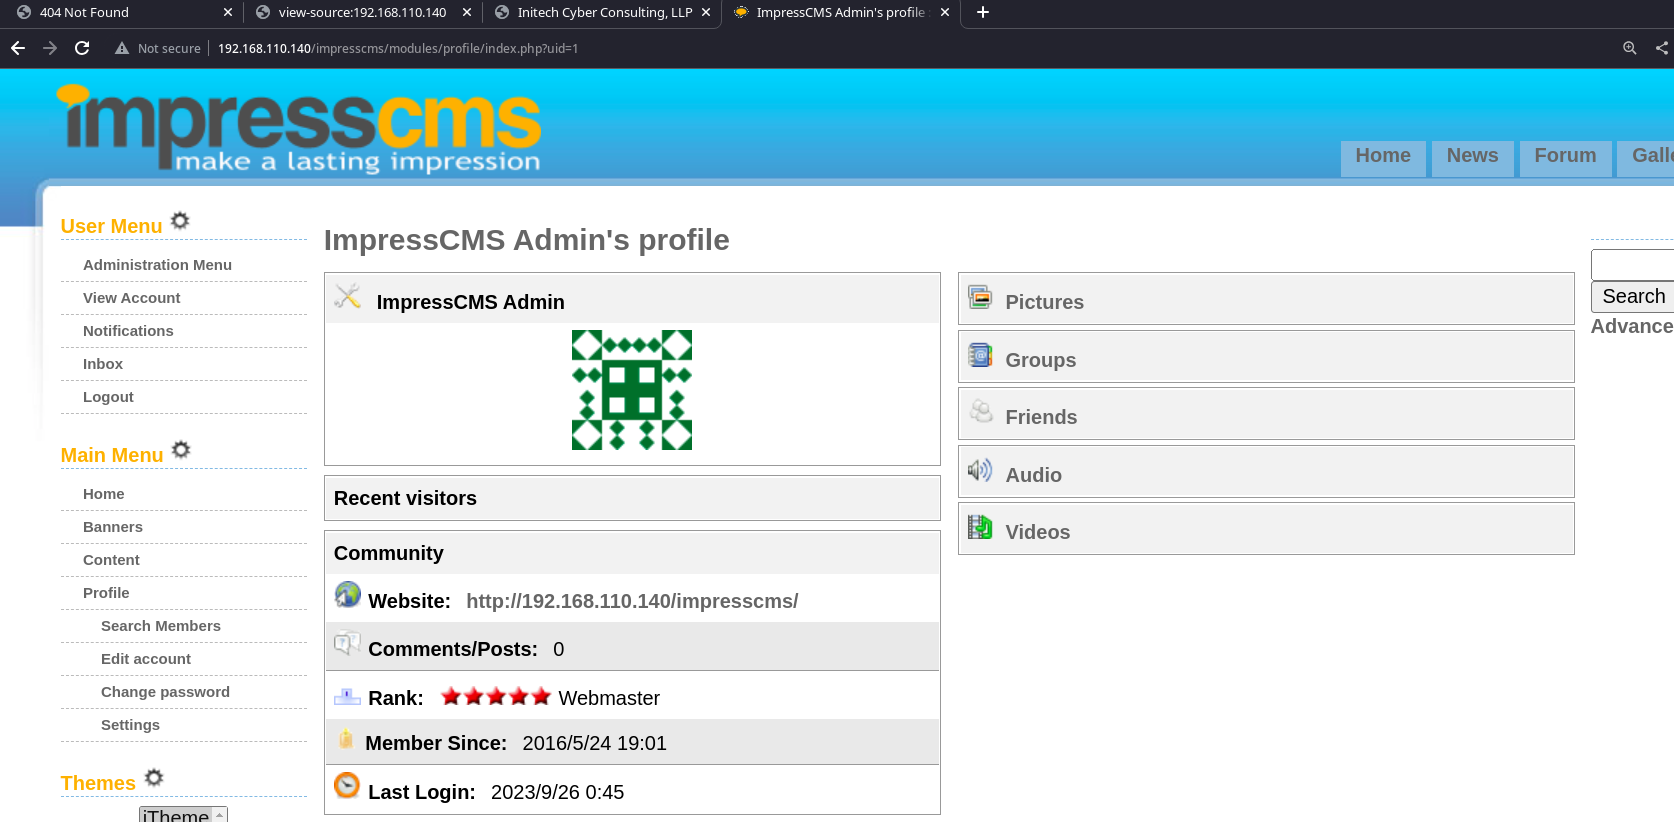 404 Not Found
view-source:192.168.110.140
Initech Cyber Consulting, LLP
ImpressCMS Admin's profile
Not secure
192.168.110.140/impresscms/modules/profile/index.php?uid=1
impresscms
make a lasting impression
Home
News
Forum
Galle
User Menu
Administration Menu
View Account
Notifications
Inbox
Logout
Main Menu
Home
Banners
Content
Profile
Search Members
Edit account
Change password
Settings
Themes
iTheme
ImpressCMS Admin's profile
ImpressCMS Admin
Recent visitors
Community
Website: http://192.168.110.140/impresscms/
Comments/Posts: 0
Rank: Webmaster
Member Since: 2016/5/24 19:01
Last Login: 2023/9/26 0:45
Pictures
Groups
Friends
Audio
Videos
Search
Advance